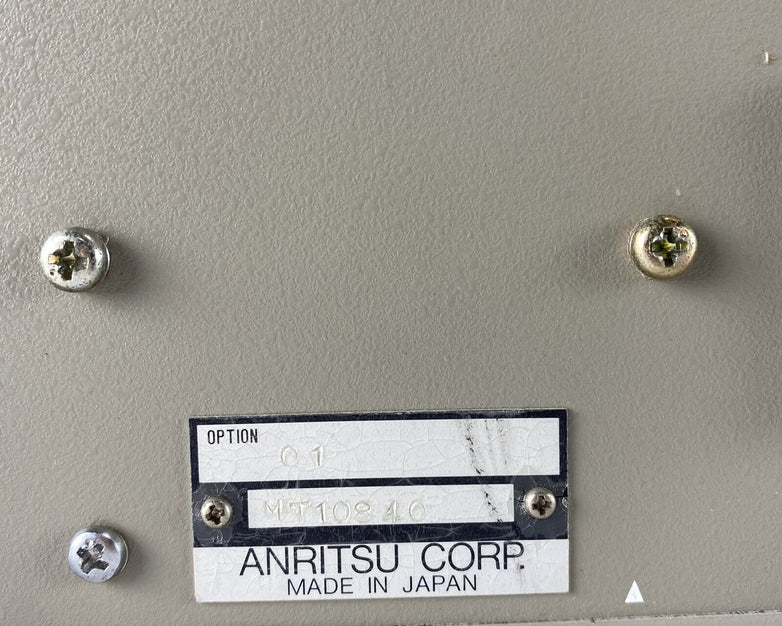 OPTION
01
MT10840
ANRITSU CORP.
MADE IN JAPAN